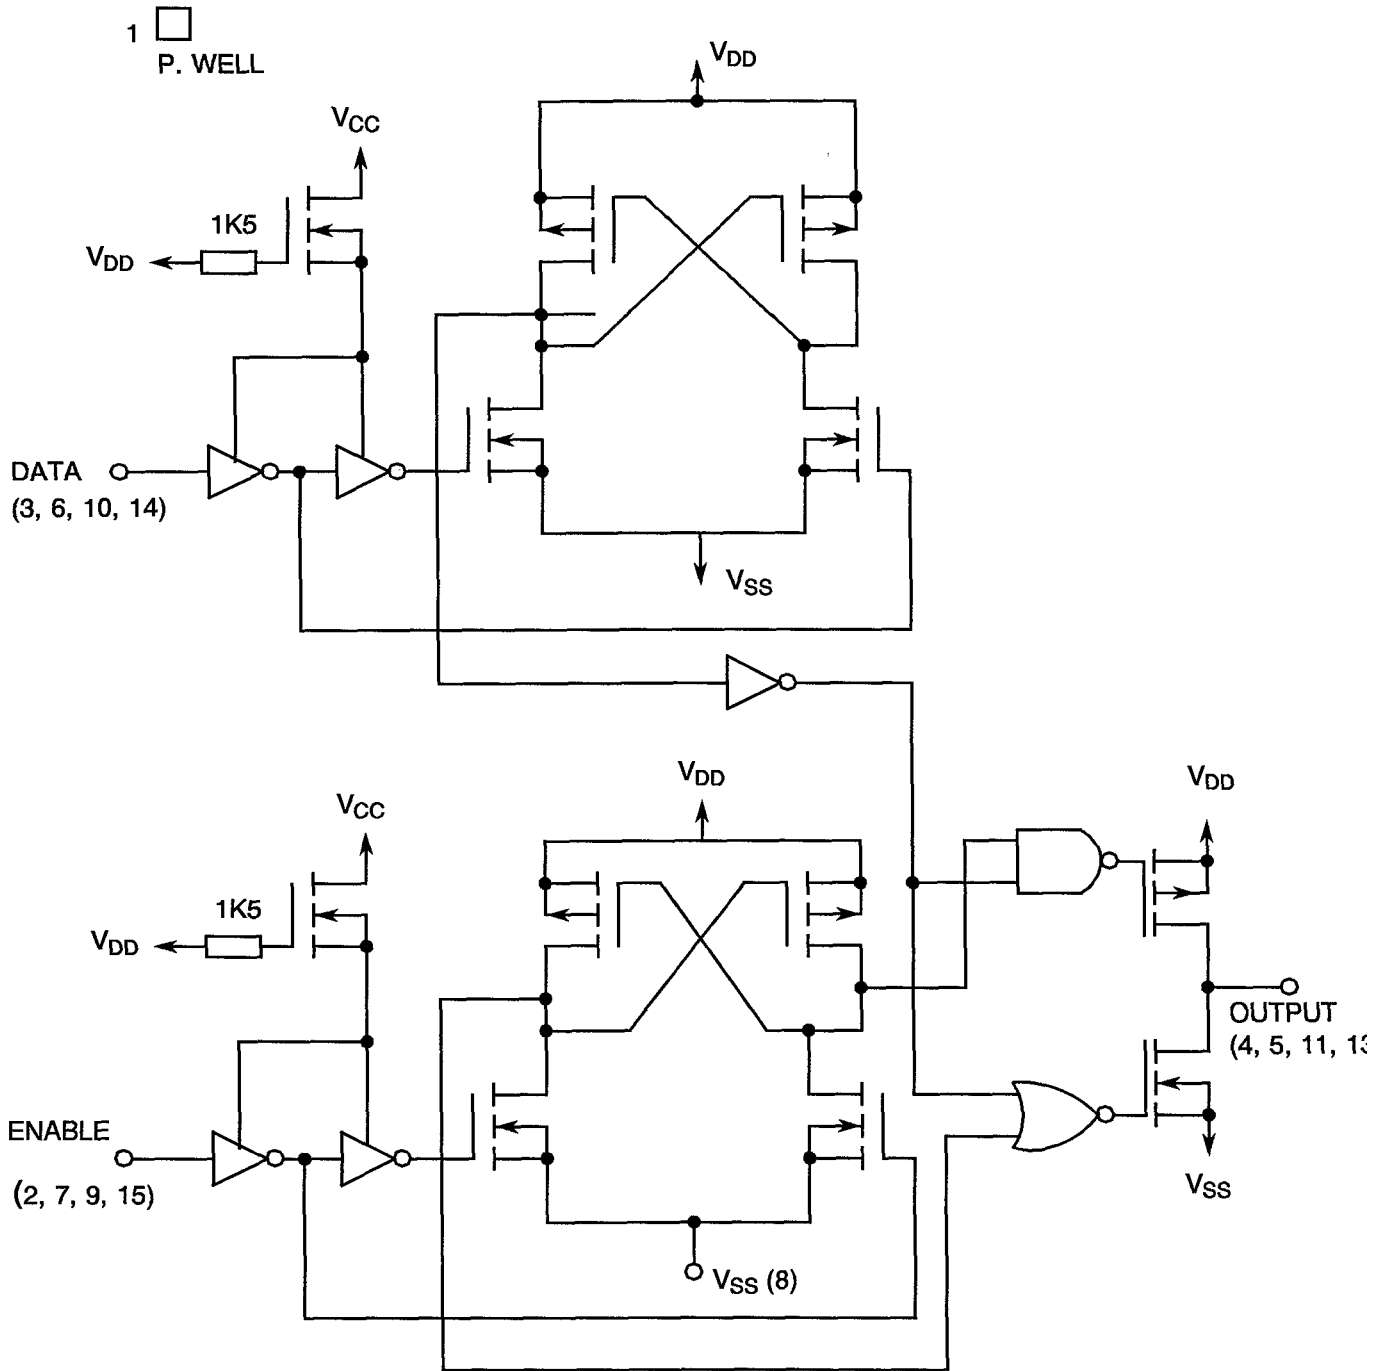 1
P. WELL
VDD
VCC
1K5
VDD
DATA
(3, 6, 10, 14)
VSS
VDD
VDD
VCC
1K5
VDD
OUTPUT
(4, 5, 11, 13
ENABLE
(2, 7, 9, 15)
VSS
VSS (8)